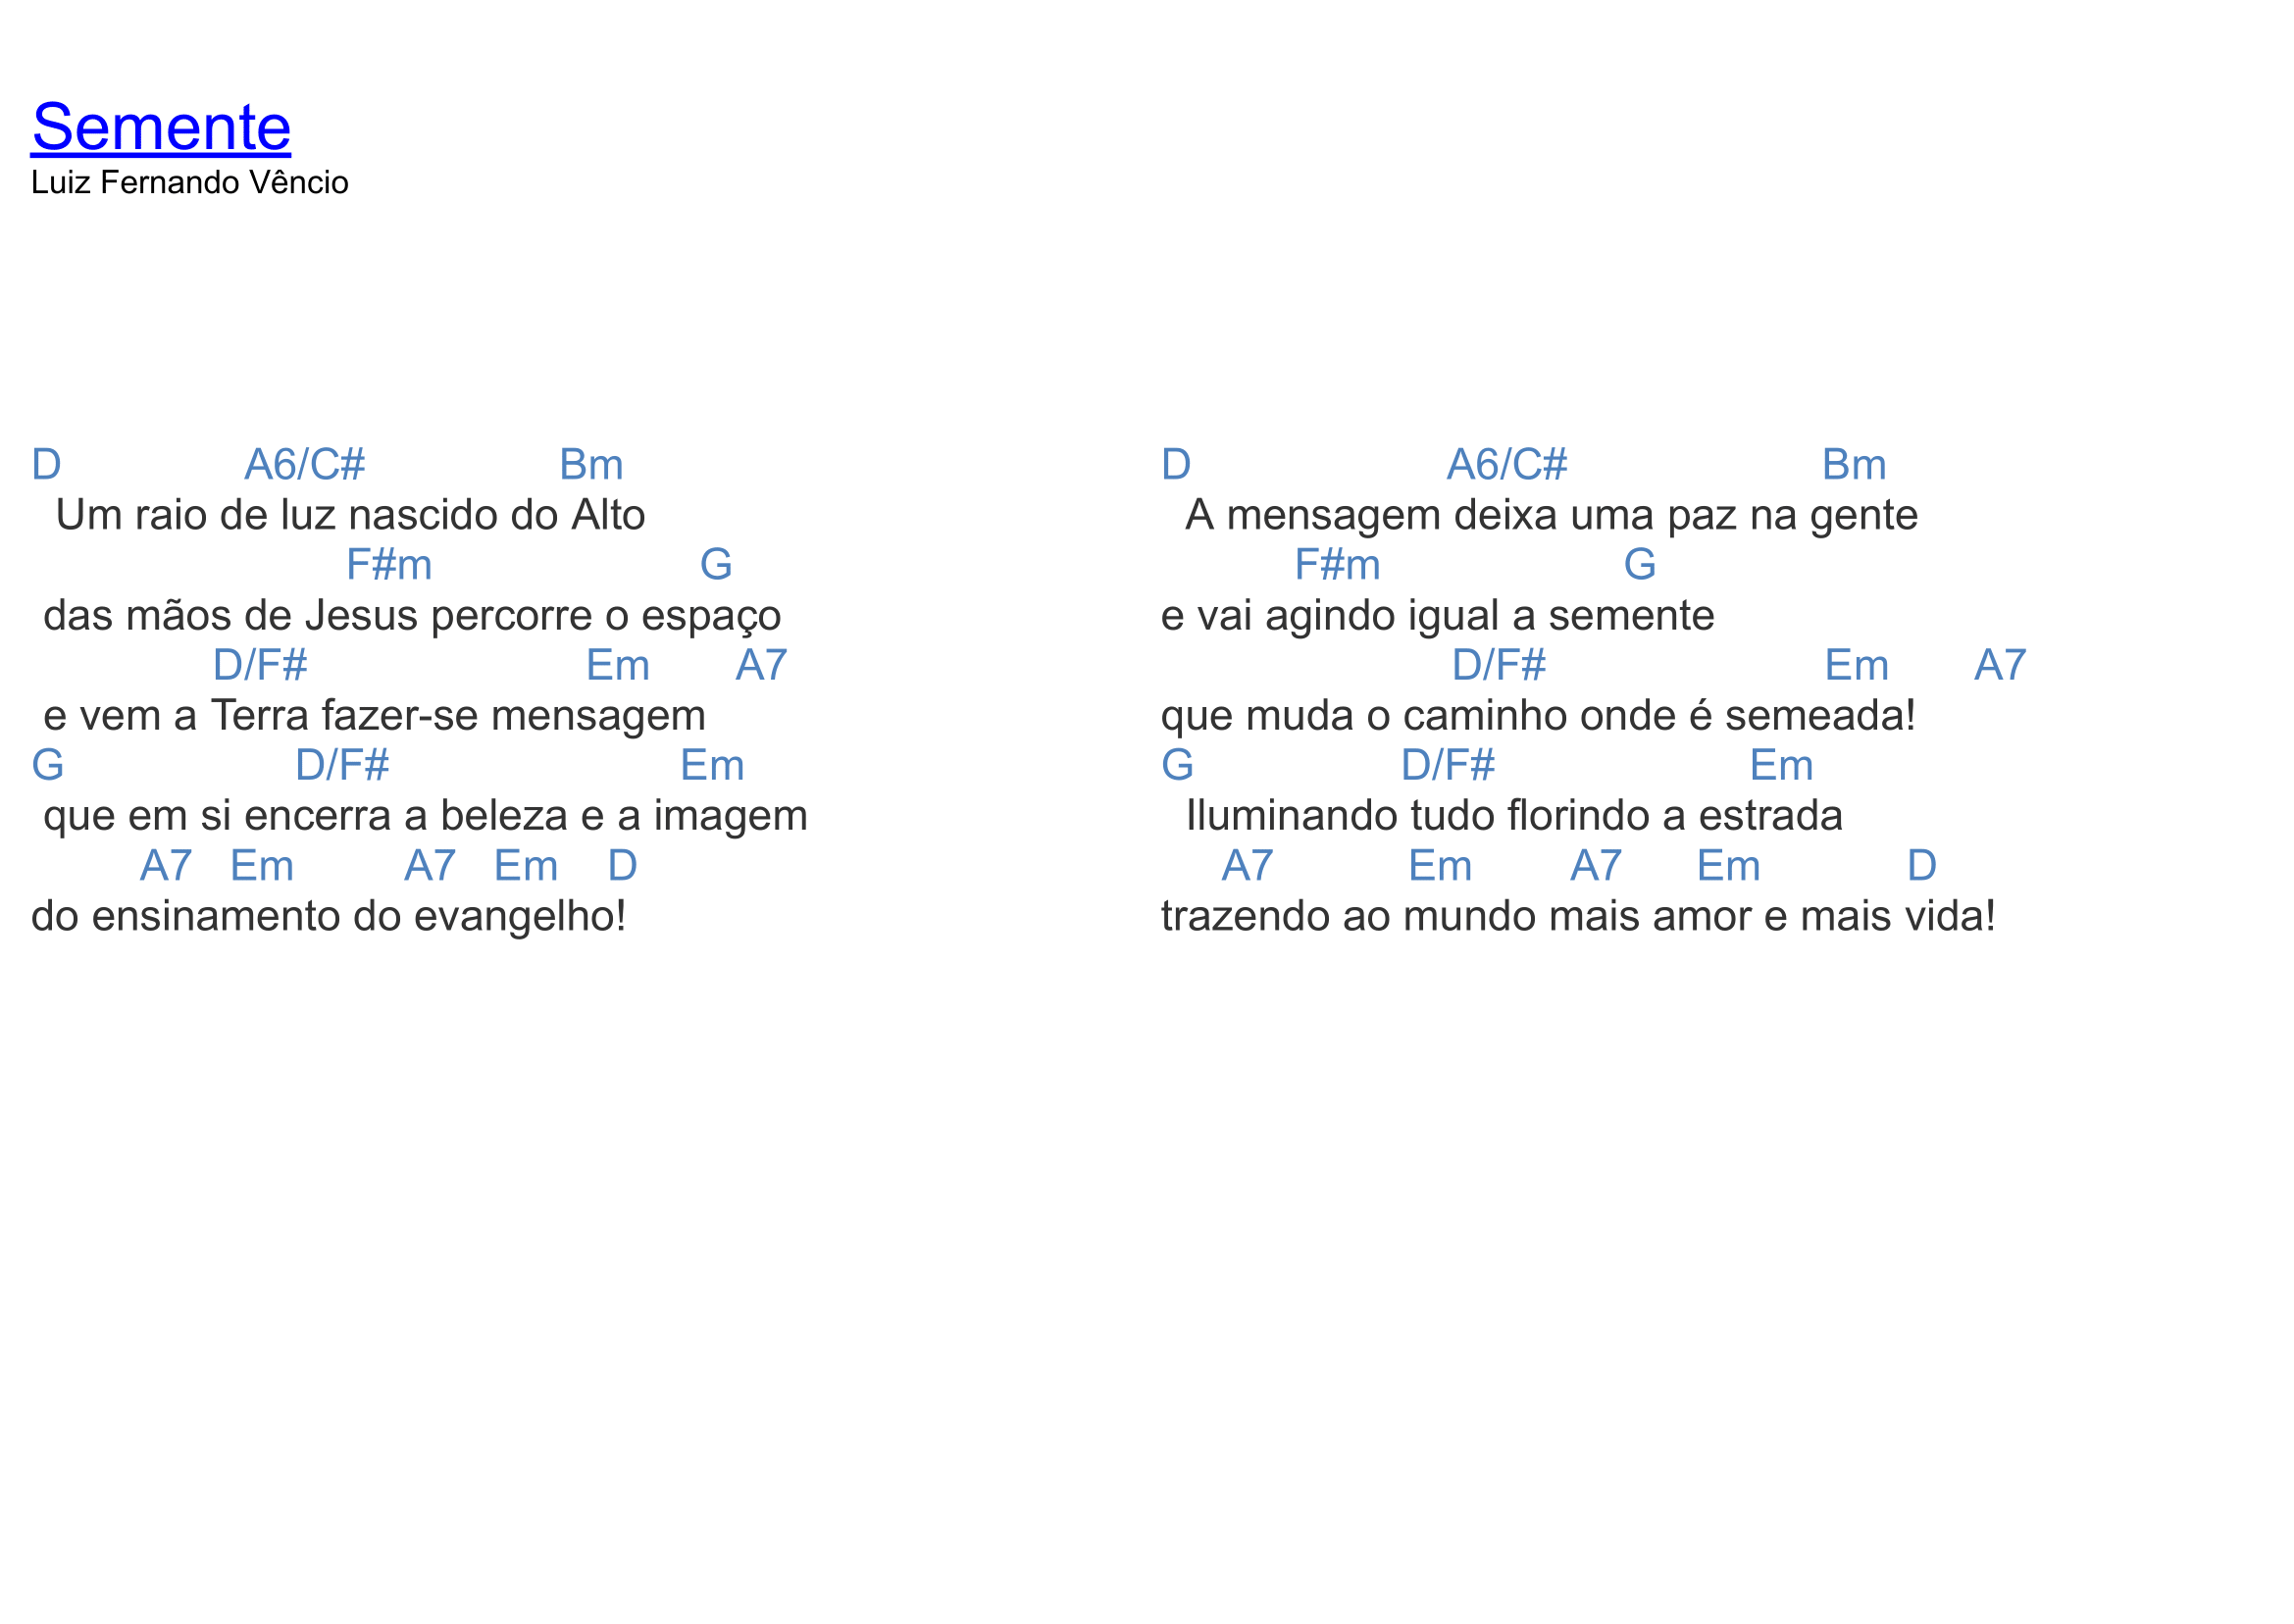 Semente
Luiz Fernando Vêncio
D A6/C# Bm
Um raio de luz nascido do Alto
F#m G
das mãos de Jesus percorre o espaço
D/F# Em A7
e vem a Terra fazer-se mensagem
G D/F# Em
que em si encerra a beleza e a imagem
A7 Em A7 Em D
do ensinamento do evangelho!
D A6/C# Bm
A mensagem deixa uma paz na gente
F#m G
e vai agindo igual a semente
D/F# Em A7
que muda o caminho onde é semeada!
G D/F# Em
Iluminando tudo florindo a estrada
A7 Em A7 Em D
trazendo ao mundo mais amor e mais vida!